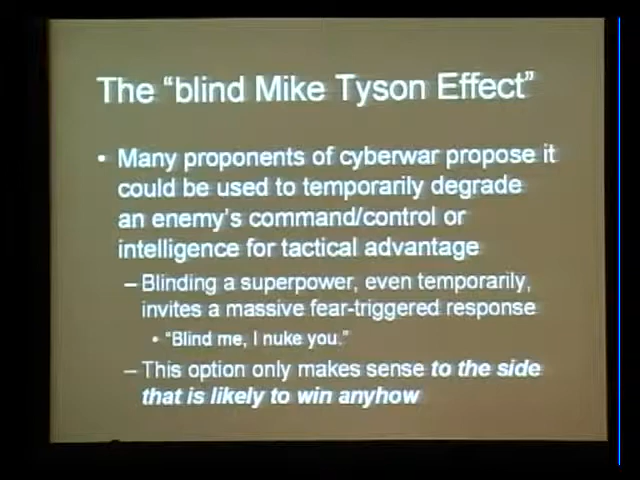 The “blind Mike Tyson Effect”
• Many proponents of cyberwar propose it
could be used to temporarily degrade
an enemy’s command/control or
intelligence for tactical advantage
– Blinding a superpower, even temporarily,
invites a massive fear-triggered response
• “Blind me, I nuke you.”
– This option only makes sense to the side
that is likely to win anyhow